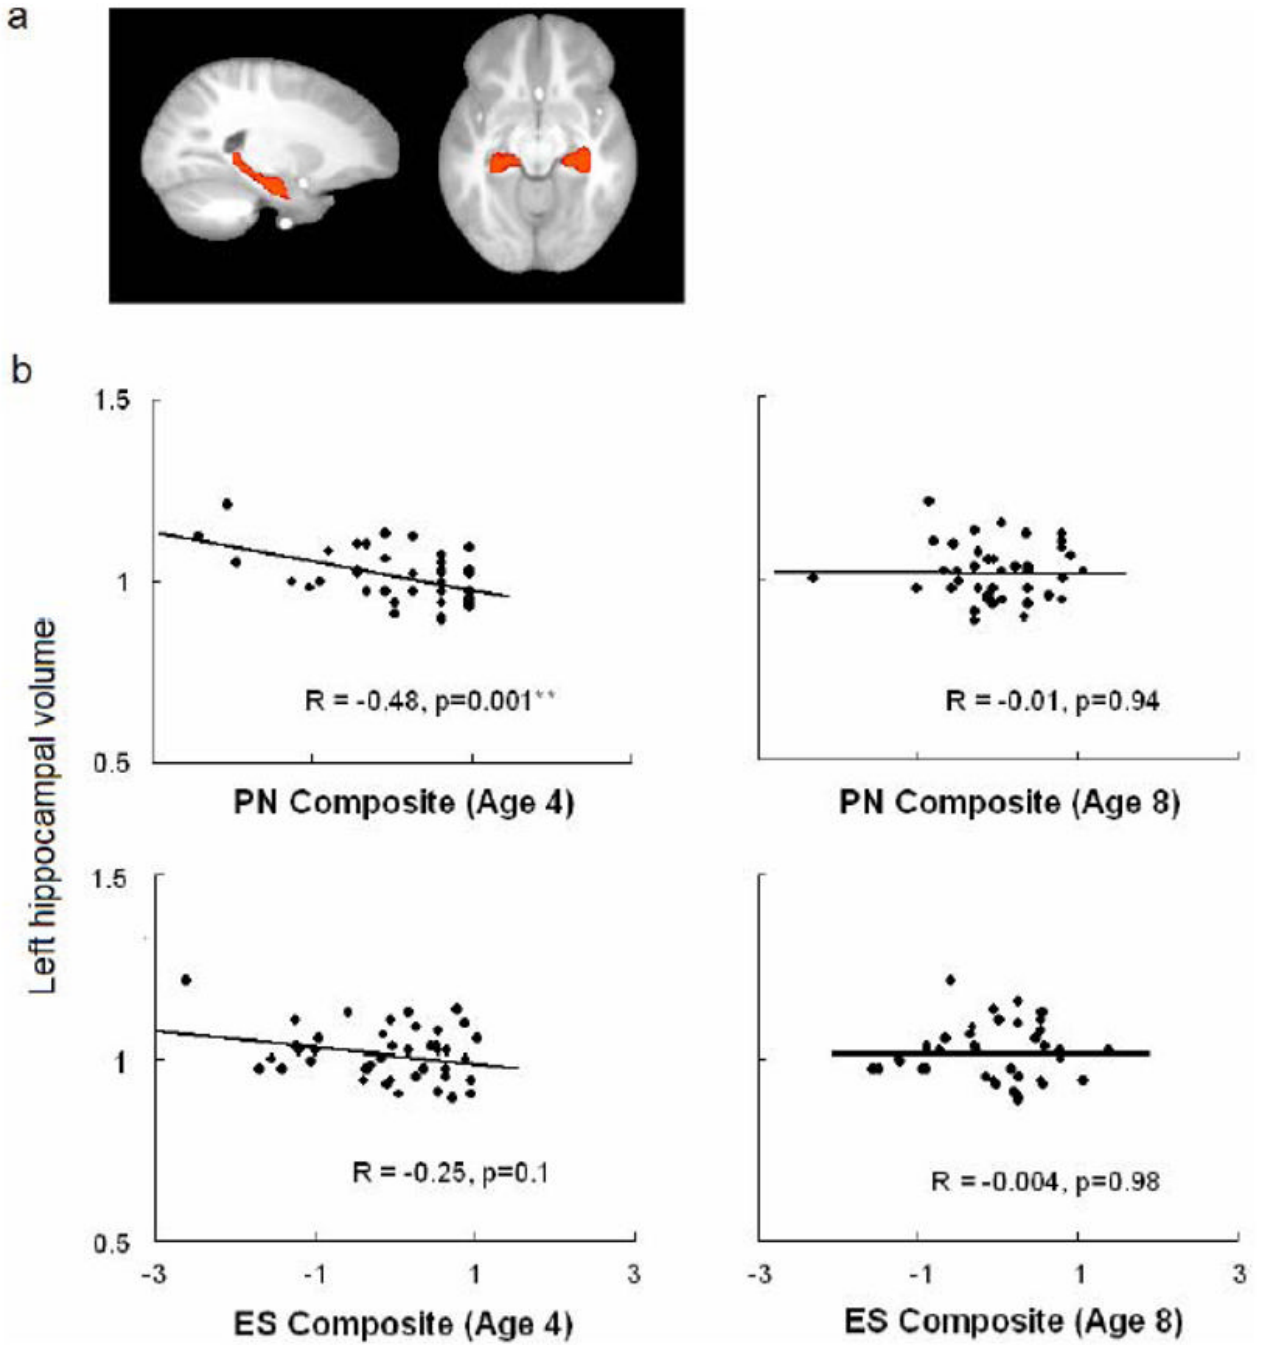 a
b
1.5
1
0.5
R = -0.48, p=0.001**
R = -0.01, p=0.94
PN Composite (Age 4)
PN Composite (Age 8)
Left hippocampal volume
1.5
1
0.5
R = -0.25, p=0.1
R = -0.004, p=0.98
-3 -1 1 3
-3 -1 1 3
ES Composite (Age 4)
ES Composite (Age 8)